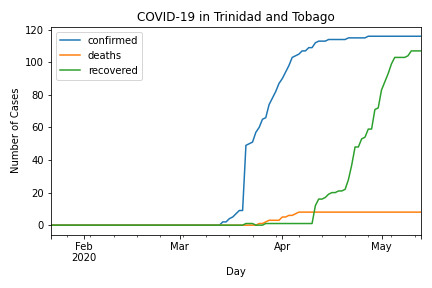 COVID-19 in Trinidad and Tobago
confirmed
deaths
recovered
120
100
80
60
40
20
0
Number of Cases
Feb
2020
Mar
Apr
May
Day